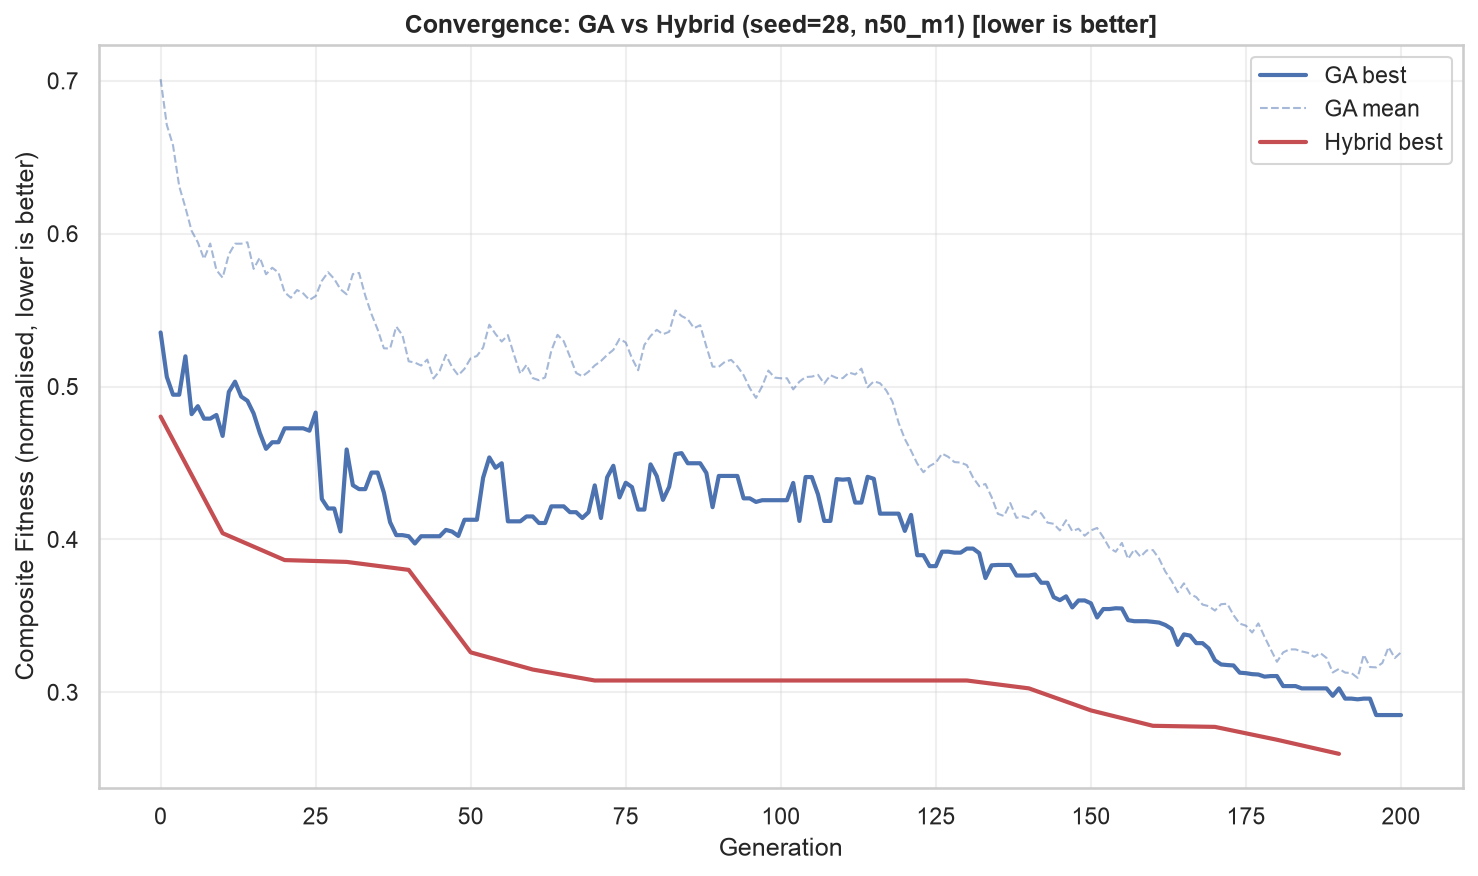 Convergence: GA vs Hybrid (seed=28, n50_m1) [lower is better]
GA best
GA mean
Hybrid best
Composite Fitness (normalised, lower is better)
0.7
0.6
0.5
0.4
0.3
0 25 50 75 100 125 150 175 200
Generation